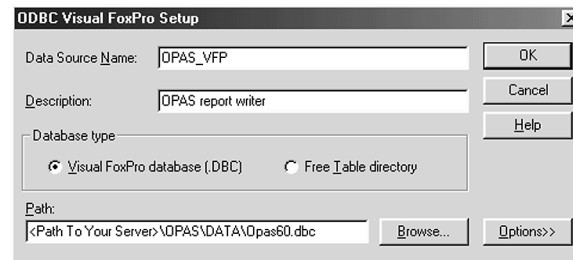 ODBC Visual FoxPro Setup
Data Source Name: OPAS_VFP OK
Description: OPAS report writer Cancel
Help
Database type
Visual FoxPro database (.DBC) Free Table directory
Path:
<Path To Your Server>\OPAS\DATA\Opas60.dbc Browse... Options>>